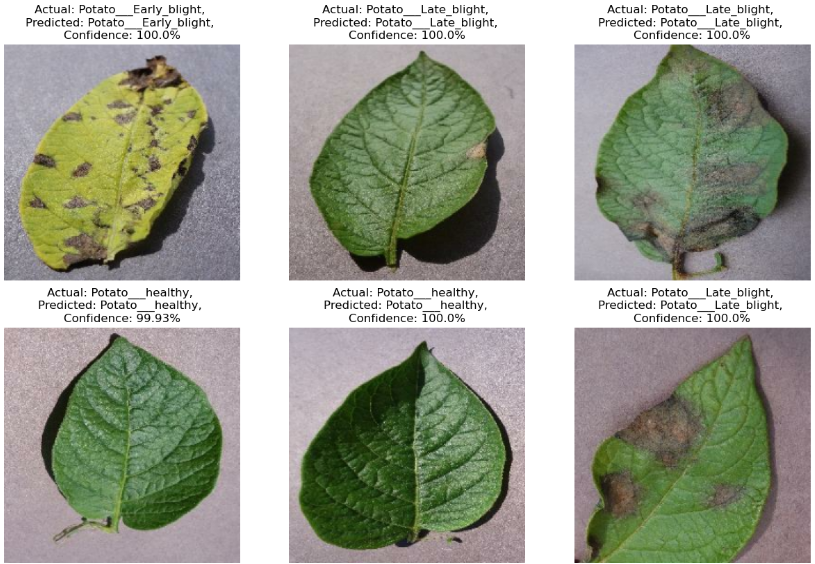 Actual: Potato___Early_blight,
Predicted: Potato___Early_blight,
Confidence: 100.0%
Actual: Potato___Late_blight,
Predicted: Potato___Late_blight,
Confidence: 100.0%
Actual: Potato___Late_blight,
Predicted: Potato___Late_blight,
Confidence: 100.0%
Actual: Potato___healthy,
Predicted: Potato___healthy,
Confidence: 99.93%
Actual: Potato___healthy,
Predicted: Potato___healthy,
Confidence: 100.0%
Actual: Potato___Late_blight,
Predicted: Potato___Late_blight,
Confidence: 100.0%